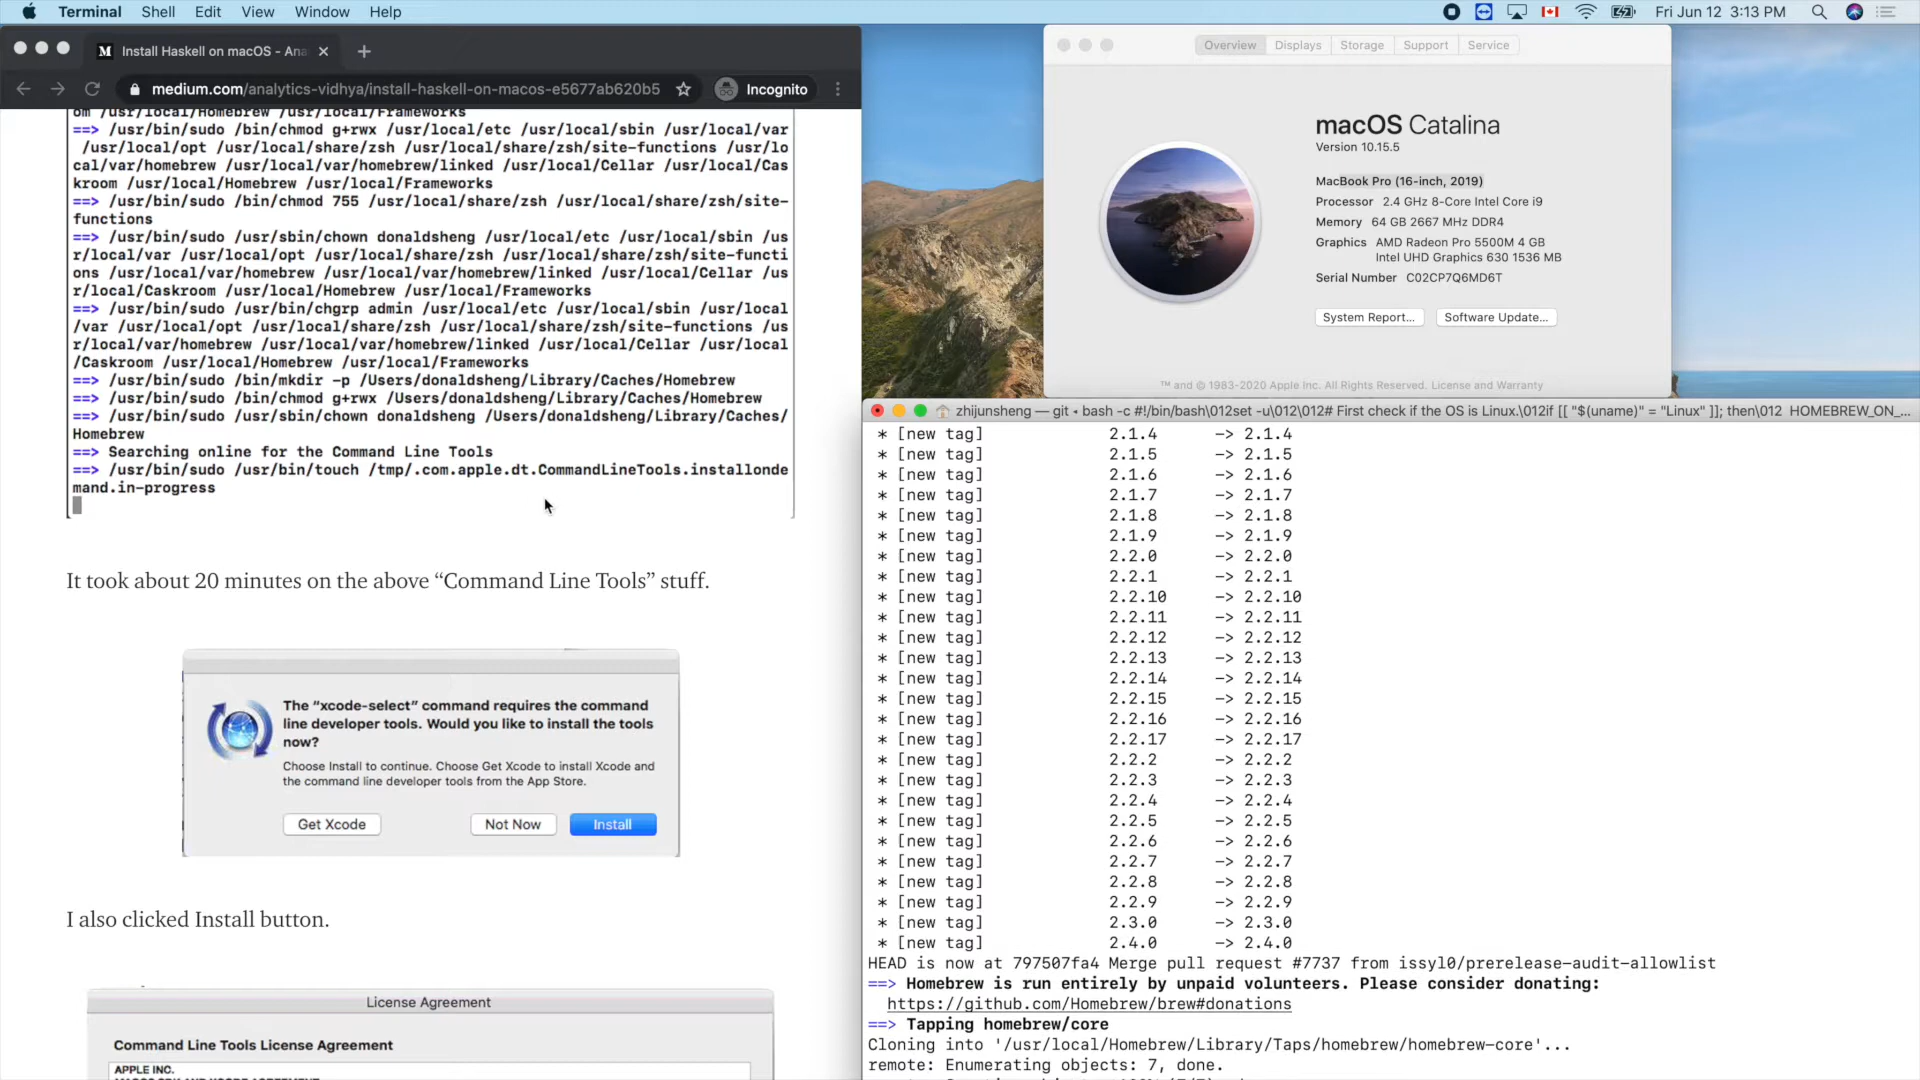 Terminal Shell Edit View Window Help
Fri Jun 12 3:13 PM
Install Haskell on macOS - Ana
medium.com/analytics-vidhya/install-haskell-on-macos-e5677ab620b5
Incognito
om /usr/local/Homebrew /usr/local/Frameworks
==> /usr/bin/sudo /bin/chmod g+rwx /usr/local/etc /usr/local/sbin /usr/local/var
/usr/local/opt /usr/local/share/zsh /usr/local/share/zsh/site-functions /usr/lo
cal/var/homebrew /usr/local/var/homebrew/linked /usr/local/Cellar /usr/local/Cas
kroom /usr/local/Homebrew /usr/local/Frameworks
==> /usr/bin/sudo /bin/chmod 755 /usr/local/share/zsh /usr/local/share/zsh/site-
functions
==> /usr/bin/sudo /usr/sbin/chown donaldsheng /usr/local/etc /usr/local/sbin /us
r/local/var /usr/local/opt /usr/local/share/zsh /usr/local/share/zsh/site-functi
ons /usr/local/var/homebrew /usr/local/var/homebrew/linked /usr/local/Cellar /us
r/local/Caskroom /usr/local/Homebrew /usr/local/Frameworks
==> /usr/bin/sudo /usr/bin/chgrp admin /usr/local/etc /usr/local/sbin /usr/local
/var /usr/local/opt /usr/local/share/zsh /usr/local/share/zsh/site-functions /us
r/local/var/homebrew /usr/local/var/homebrew/linked /usr/local/Cellar /usr/local
/Caskroom /usr/local/Homebrew /usr/local/Frameworks
==> /usr/bin/sudo /bin/mkdir -p /Users/donaldsheng/Library/Caches/Homebrew
==> /usr/bin/sudo /bin/chmod g+rwx /Users/donaldsheng/Library/Caches/Homebrew
==> /usr/bin/sudo /usr/sbin/chown donaldsheng /Users/donaldsheng/Library/Caches/
Homebrew
==> Searching online for the Command Line Tools
==> /usr/bin/sudo /usr/bin/touch /tmp/.com.apple.dt.CommandLineTools.installonde
mand.in-progress
It took about 20 minutes on the above “Command Line Tools” stuff.
The “xcode-select” command requires the command
line developer tools. Would you like to install the tools
now?
Choose Install to continue. Choose Get Xcode to install Xcode and
the command line developer tools from the App Store.
Get Xcode Not Now Install
I also clicked Install button.
License Agreement
Command Line Tools License Agreement
APPLE INC.
Overview Displays Storage Support Service
macOS Catalina
Version 10.15.5
MacBook Pro (16-inch, 2019)
Processor 2.4 GHz 8-Core Intel Core i9
Memory 64 GB 2667 MHz DDR4
Graphics AMD Radeon Pro 5500M 4 GB
Intel UHD Graphics 630 1536 MB
Serial Number C02CP7Q6MD6T
System Report... Software Update...
™ and © 1983-2020 Apple Inc. All Rights Reserved. License and Warranty
zhijunsheng — git ◂ bash -c #!/bin/bash\012set -u\012\012# First check if the OS is Linux.\012if [[ "$(uname)" = "Linux" ]]; then\012 HOMEBREW_ON_...
* [new tag] 2.1.4 -> 2.1.4
* [new tag] 2.1.5 -> 2.1.5
* [new tag] 2.1.6 -> 2.1.6
* [new tag] 2.1.7 -> 2.1.7
* [new tag] 2.1.8 -> 2.1.8
* [new tag] 2.1.9 -> 2.1.9
* [new tag] 2.2.0 -> 2.2.0
* [new tag] 2.2.1 -> 2.2.1
* [new tag] 2.2.10 -> 2.2.10
* [new tag] 2.2.11 -> 2.2.11
* [new tag] 2.2.12 -> 2.2.12
* [new tag] 2.2.13 -> 2.2.13
* [new tag] 2.2.14 -> 2.2.14
* [new tag] 2.2.15 -> 2.2.15
* [new tag] 2.2.16 -> 2.2.16
* [new tag] 2.2.17 -> 2.2.17
* [new tag] 2.2.2 -> 2.2.2
* [new tag] 2.2.3 -> 2.2.3
* [new tag] 2.2.4 -> 2.2.4
* [new tag] 2.2.5 -> 2.2.5
* [new tag] 2.2.6 -> 2.2.6
* [new tag] 2.2.7 -> 2.2.7
* [new tag] 2.2.8 -> 2.2.8
* [new tag] 2.2.9 -> 2.2.9
* [new tag] 2.3.0 -> 2.3.0
* [new tag] 2.4.0 -> 2.4.0
HEAD is now at 797507fa4 Merge pull request #7737 from issyl0/prerelease-audit-allowlist
==> Homebrew is run entirely by unpaid volunteers. Please consider donating:
https://github.com/Homebrew/brew#donations
==> Tapping homebrew/core
Cloning into '/usr/local/Homebrew/Library/Taps/homebrew/homebrew-core'...
remote: Enumerating objects: 7, done.